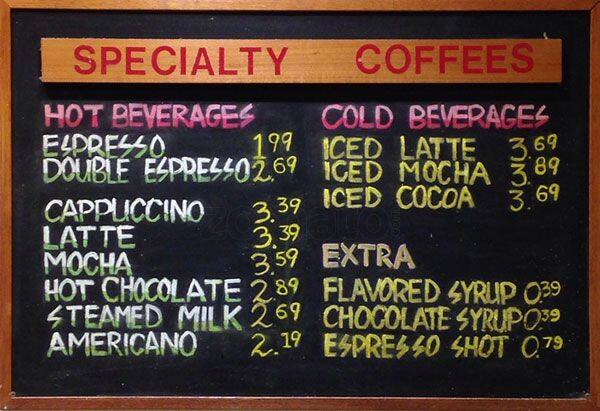 SPECIALTY COFFEES
HOT BEVERAGES
ESPRESSO 1.99
DOUBLE ESPRESSO 2.69
CAPPUCCINO 3.39
LATTE 3.39
MOCHA 3.59
HOT CHOCOLATE 2.89
STEAMED MILK 2.69
AMERICANO 2.19
COLD BEVERAGES
ICED LATTE 3.69
ICED MOCHA 3.89
ICED COCOA 3.69
EXTRA
FLAVORED SYRUP 0.39
CHOCOLATE SYRUP 0.39
ESPRESSO SHOT 0.79